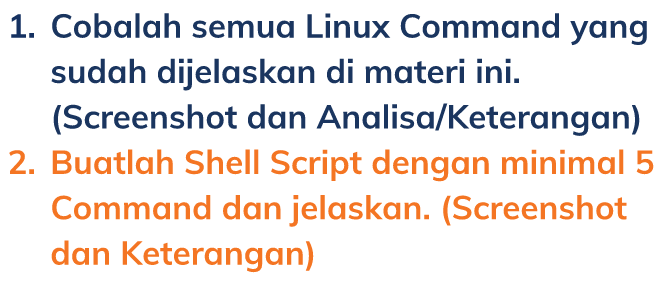 1. Cobalah semua Linux Command yang
sudah dijelaskan di materi ini.
(Screenshot dan Analisa/Keterangan)
2. Buatlah Shell Script dengan minimal 5
Command dan jelaskan. (Screenshot
dan Keterangan)